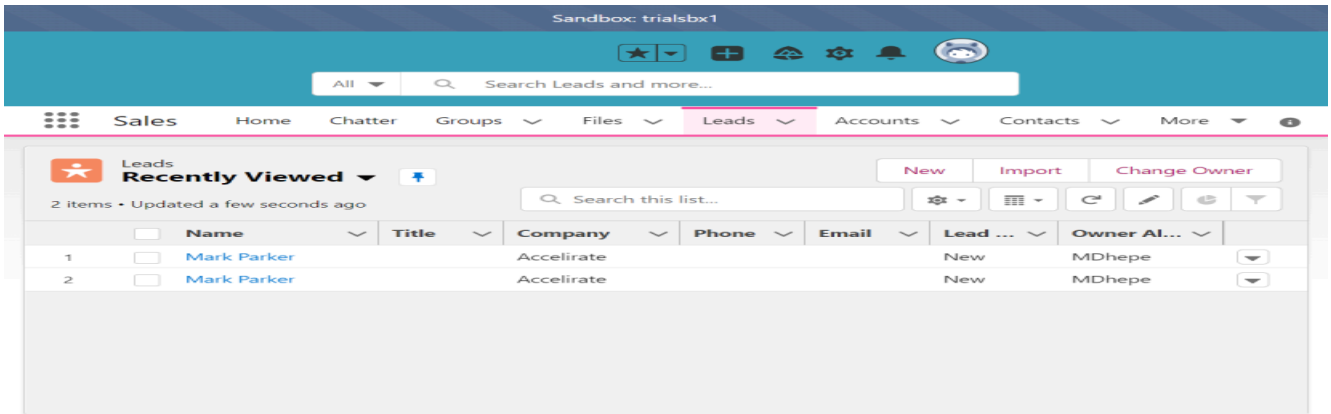 Sandbox: trialsbx1
All Search Leads and more...
Sales Home Chatter Groups Files Leads Accounts Contacts More
Leads
Recently Viewed
New Import Change Owner
2 items • Updated a few seconds ago
Search this list...
Name Title Company Phone Email Lead ... Owner Al...
1 Mark Parker Accelirate New MDhepe
2 Mark Parker Accelirate New MDhepe